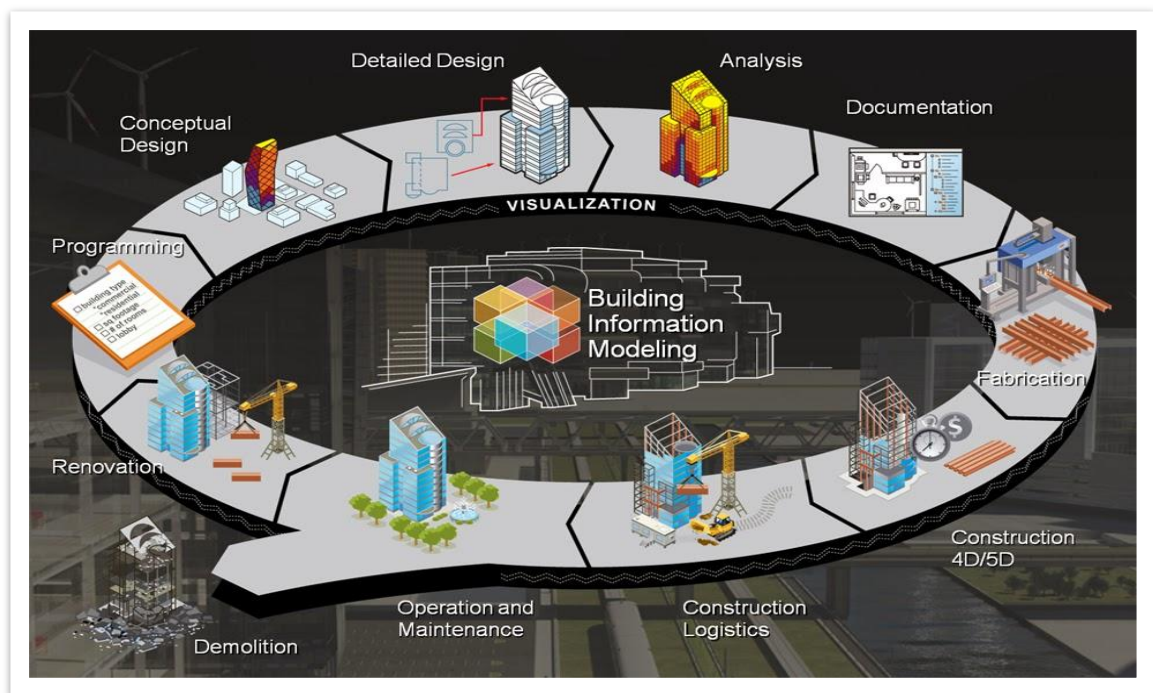 Detailed Design
Analysis
Documentation
Conceptual
Design
VISUALIZATION
Programming
building type
*commercial
*residential
sq footage
# of rooms
lobby
Building
Information
Modeling
$
Fabrication
Renovation
Construction
4D/5D
Operation and
Maintenance
Construction
Logistics
Demolition